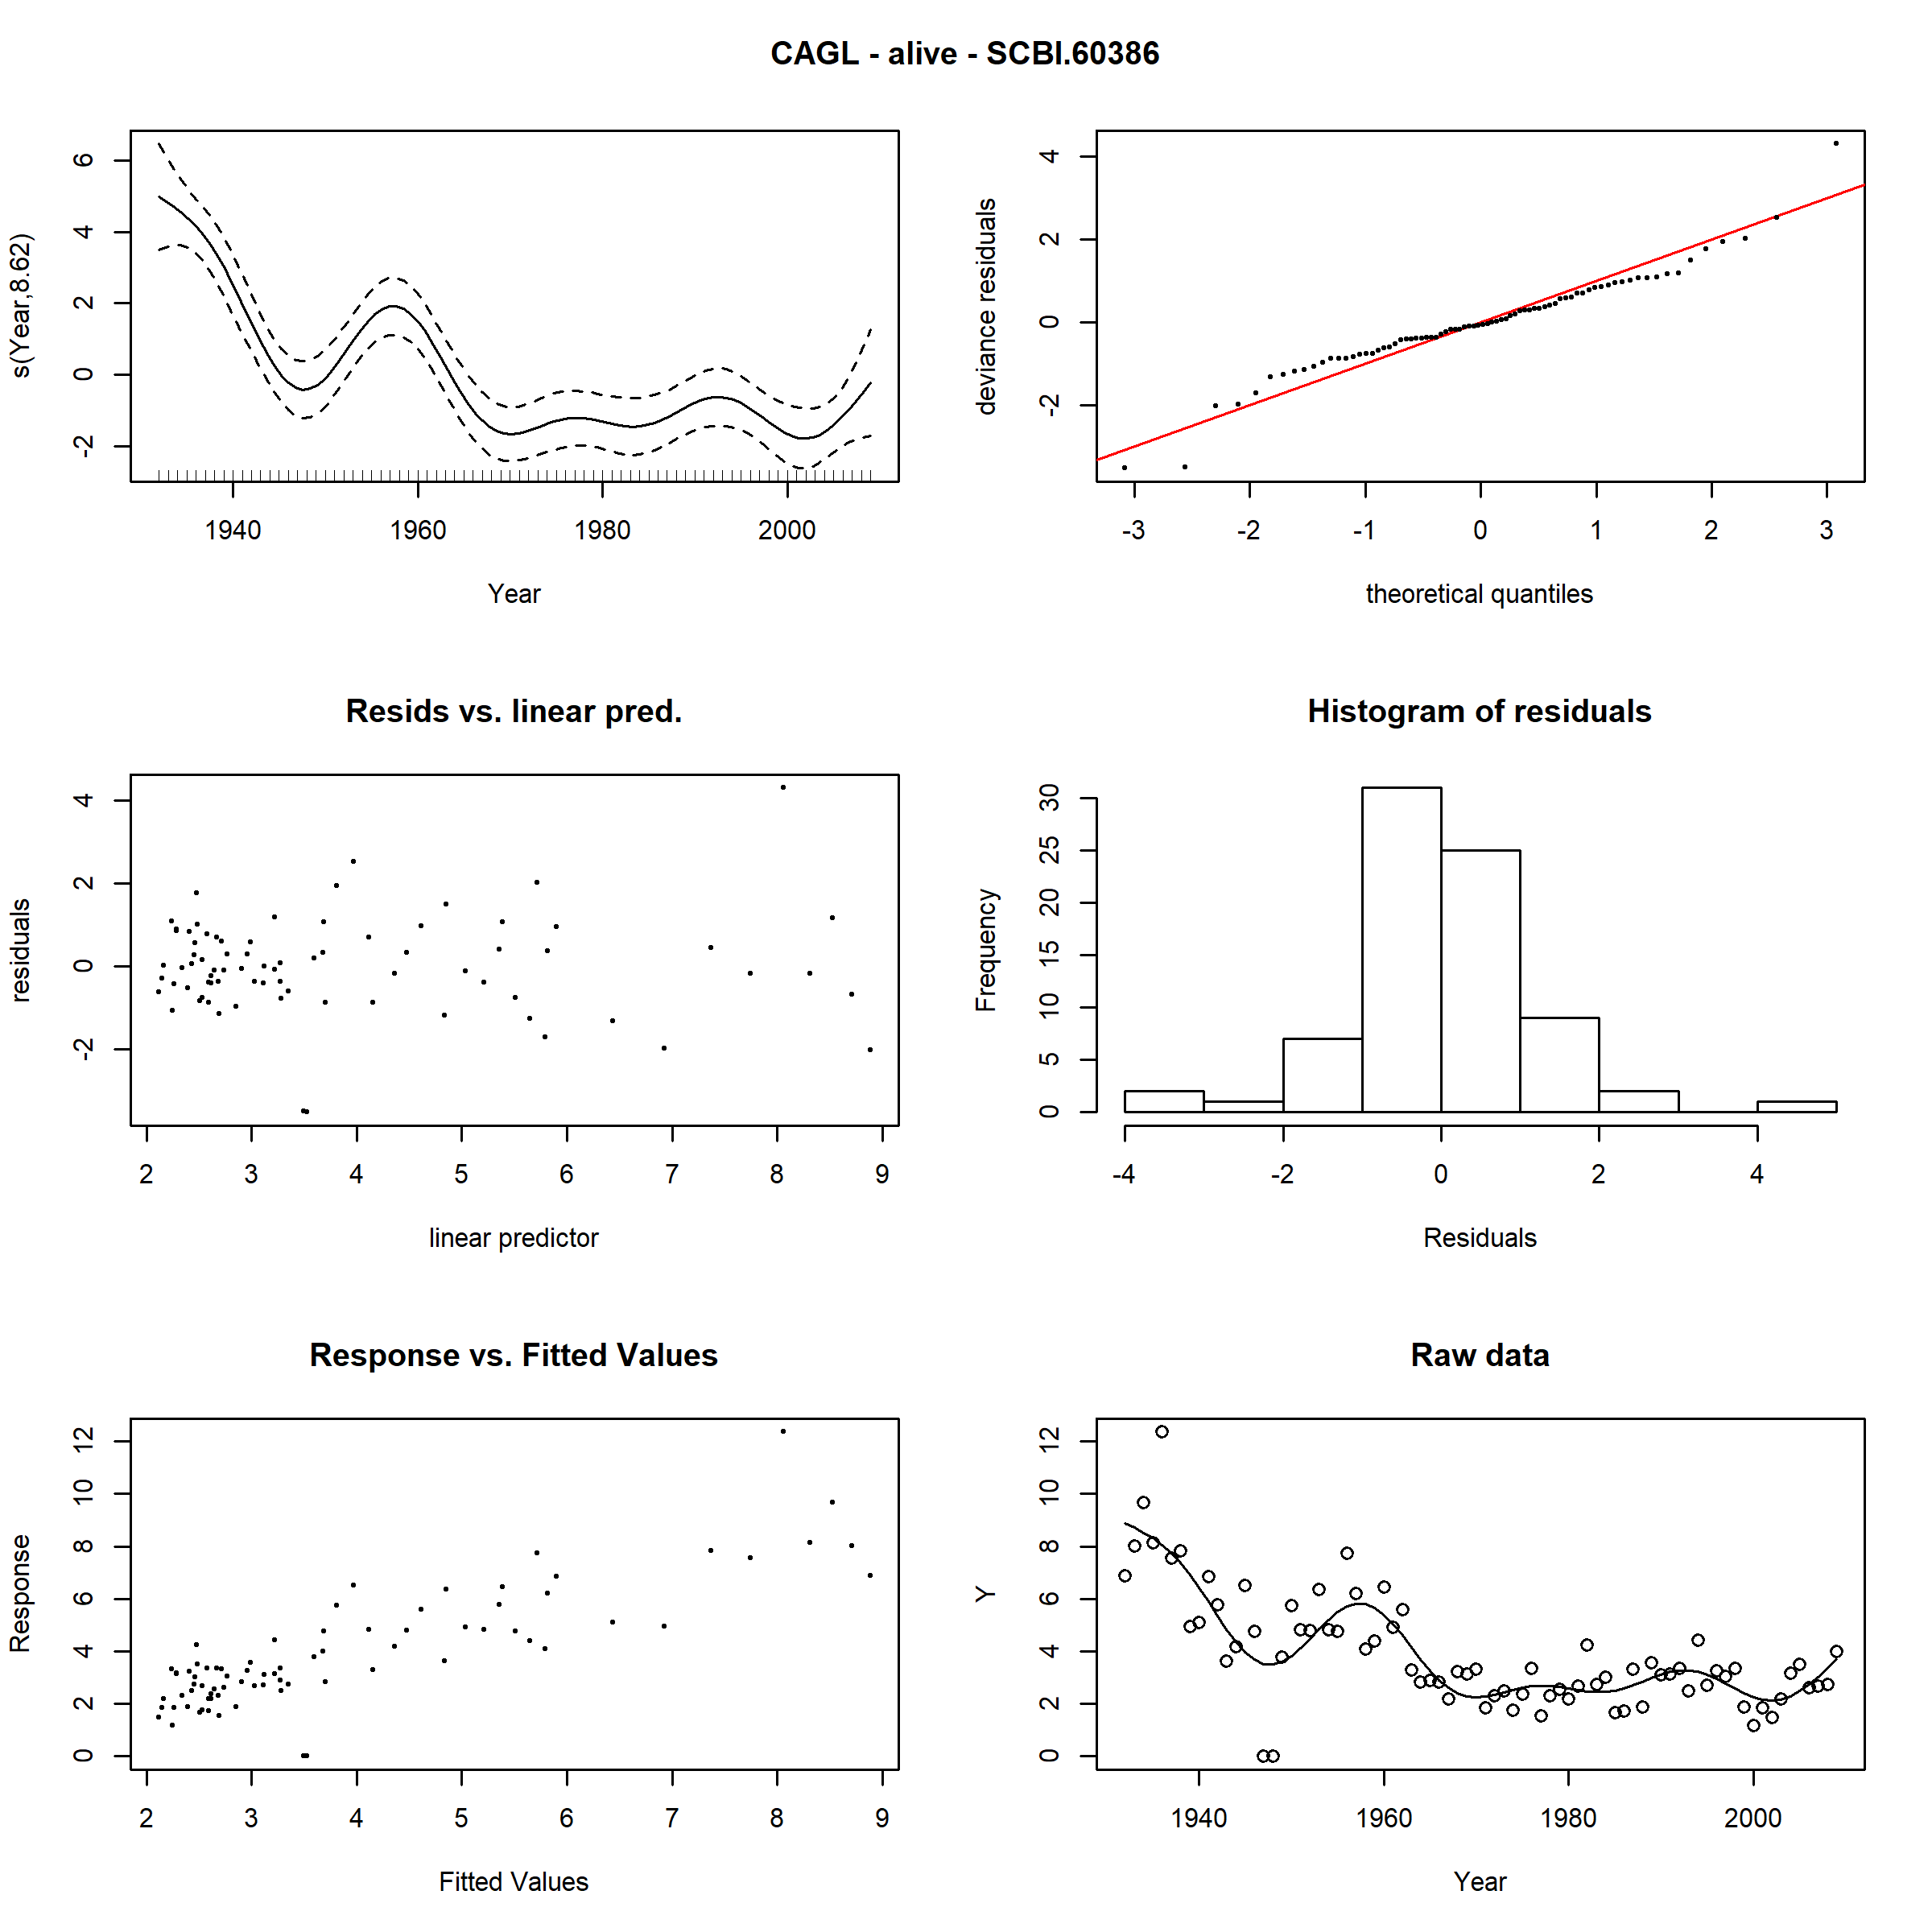 CAGL - alive - SCBI.60386
s(Year,8.62)
6
4
2
0
-2
1940 1960 1980 2000
Year
deviance residuals
4
2
0
-2
-3 -2 -1 0 1 2 3
theoretical quantiles
Resids vs. linear pred.
residuals
4
2
0
-2
2 3 4 5 6 7 8 9
linear predictor
Histogram of residuals
Frequency
30
25
20
15
10
5
0
-4 -2 0 2 4
Residuals
Response vs. Fitted Values
Response
12
10
8
6
4
2
0
2 3 4 5 6 7 8 9
Fitted Values
Raw data
Y
12
10
8
6
4
2
0
1940 1960 1980 2000
Year